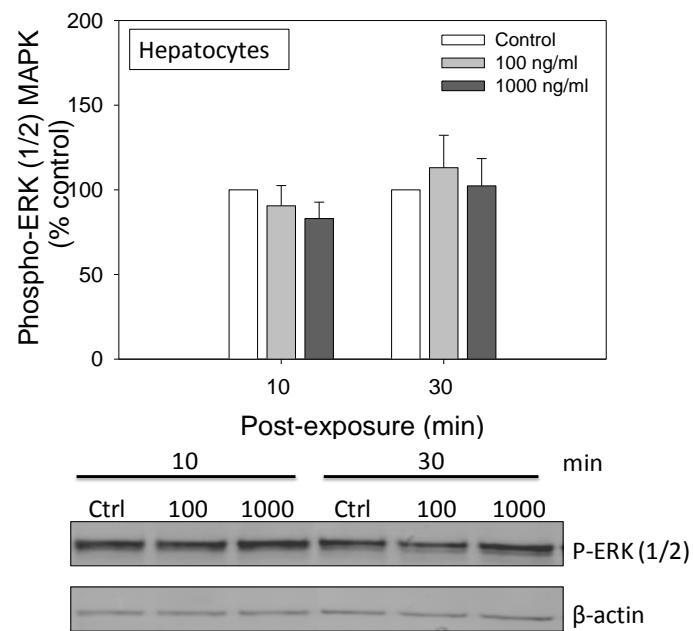 Hepatocytes
Control
100 ng/ml
1000 ng/ml
Phospho-ERK (1/2) MAPK
(% control)
200
150
100
50
0
10 30
Post-exposure (min)
10 30 min
Ctrl 100 1000 Ctrl 100 1000
P-ERK (1/2)
β-actin